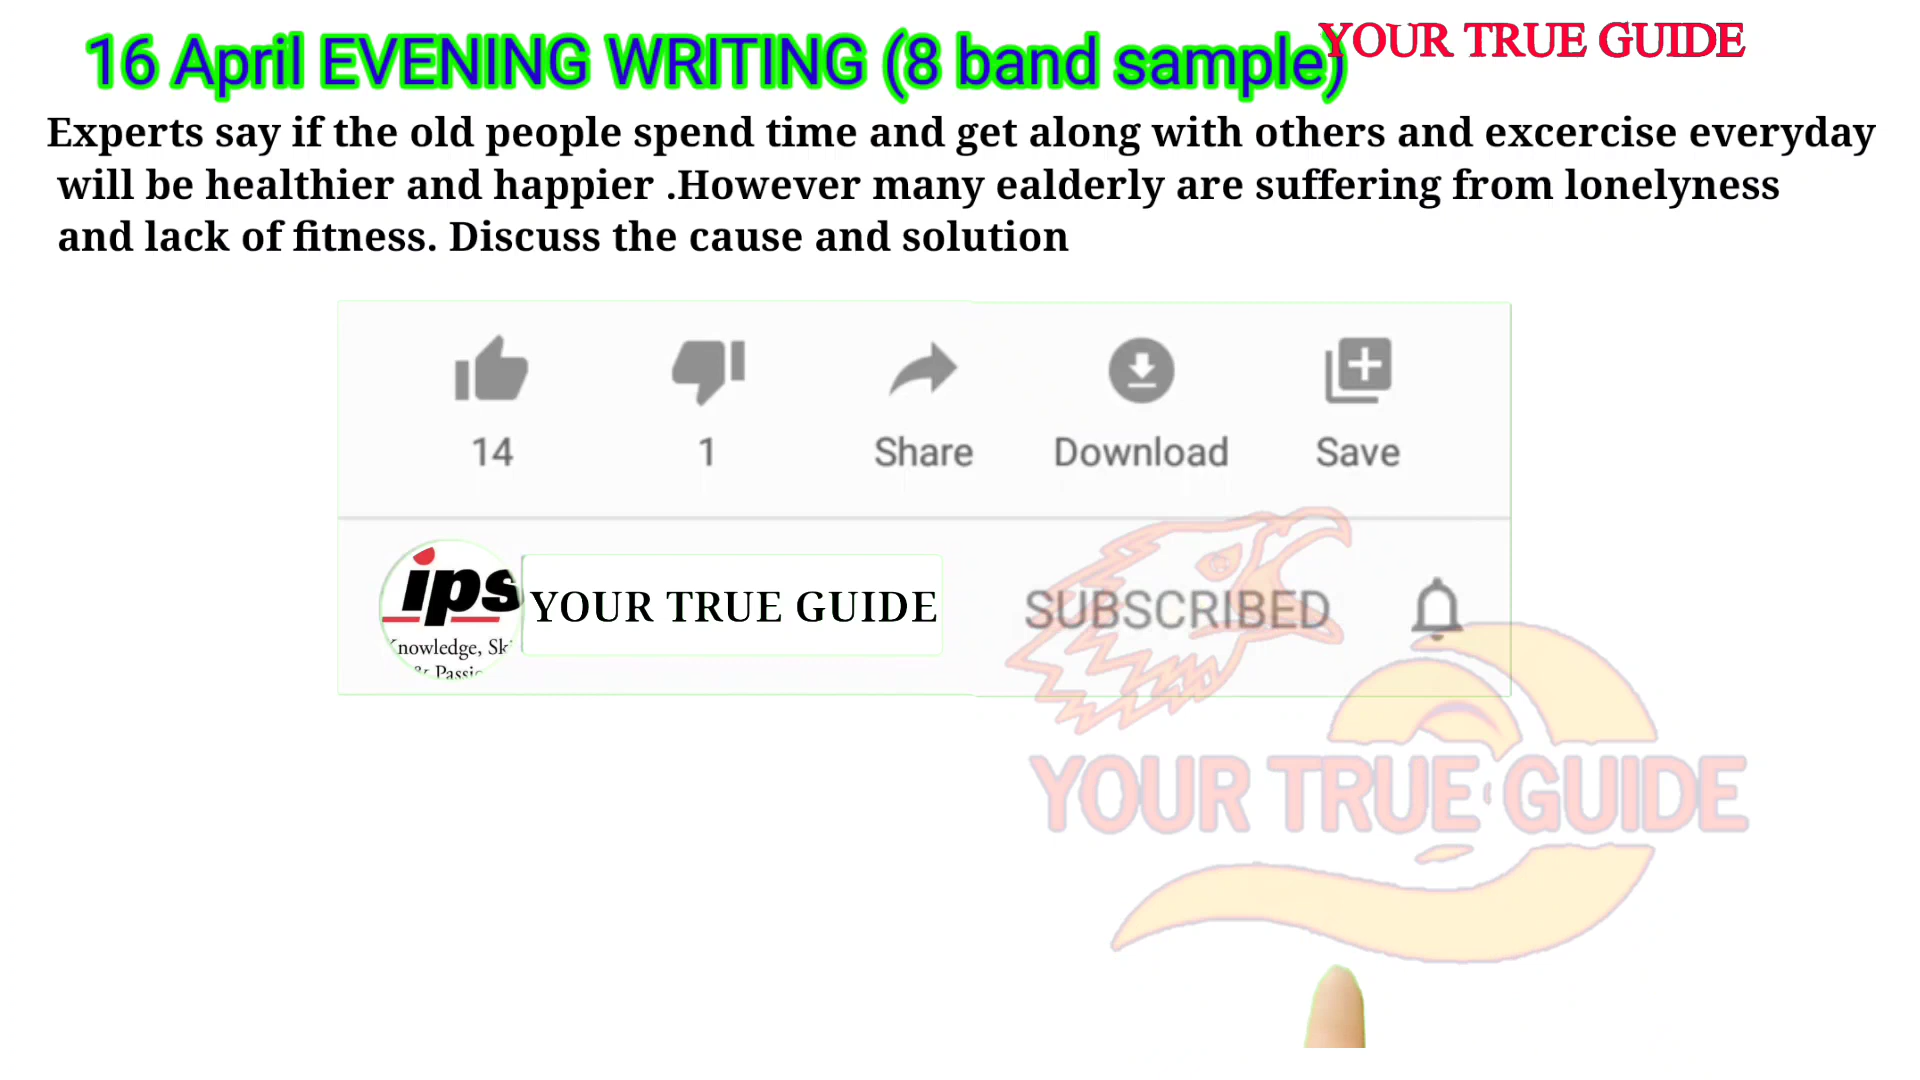 16 April EVENING WRITING (8 band sample)
YOUR TRUE GUIDE
Experts say if the old people spend time and get along with others and excercise everyday
will be healthier and happier .However many ealderly are suffering from lonelyness
and lack of fitness. Discuss the cause and solution
14 1 Share Download Save
ips
Knowledge, Sk
& Passi
YOUR TRUE GUIDE
SUBSCRIBED
YOUR TRUE GUIDE